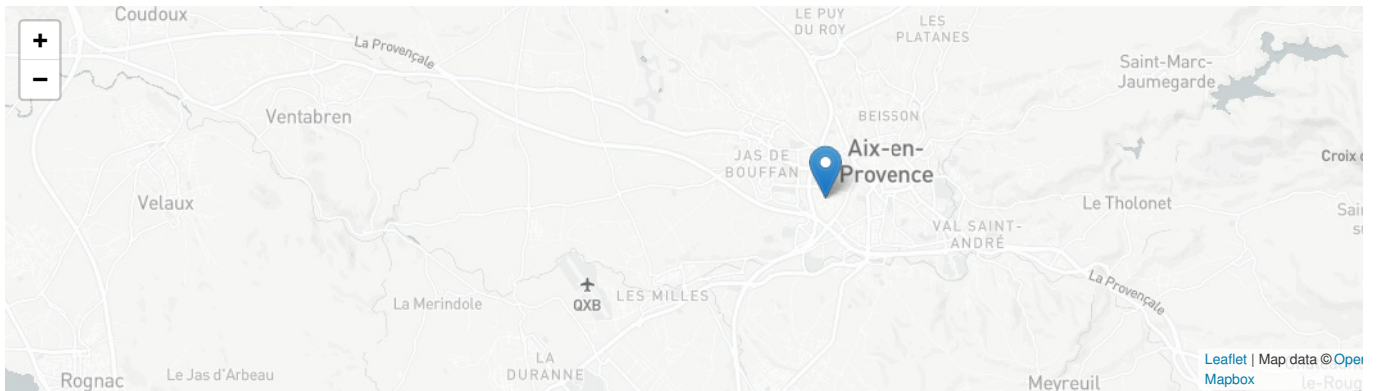 Coudoux
LE PUY
DU ROY
LES
PLATANES
+
−
La Provençale
Saint-Marc-
Jaumegarde
Ventabren
BEISSON
Aix-en-
Provence
JAS DE
BOUFFAN
Croix
Velaux
Le Tholonet
VAL SAINT-
ANDRÉ
QXB
LES MILLES
La Merindole
La Provençale
LA
DURANNE
Rognac
Le Jas d'Arbeau
Meyreuil
Leaflet | Map data © Oper
Mapbox